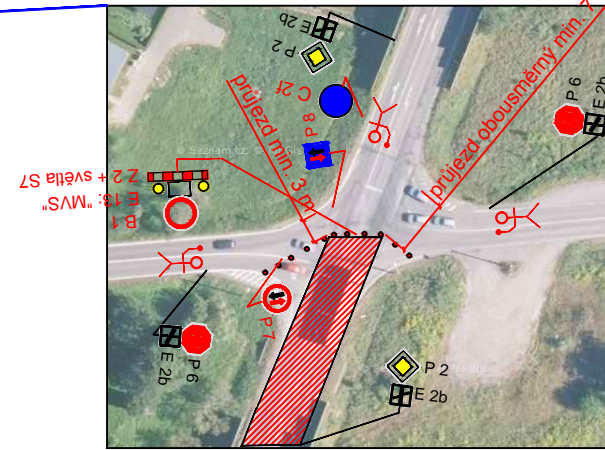 E 2b
P 2
C 2f
P 8
průjezd min. 3 m
průjezd obousměrný min. 7
P 6
E 2b
Z 2 + světla S7
E 13: "MVS"
B 1
P 7
E 2b
P 6
P 2
E 2b